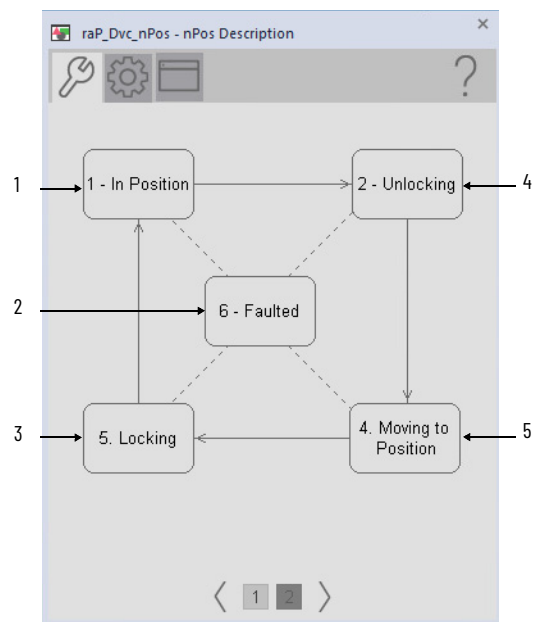 raP_Dvc_nPos - nPos Description
×
?
1
1 - In Position
2 - Unlocking
4
2
6 - Faulted
3
5. Locking
4. Moving to
Position
5
1
2